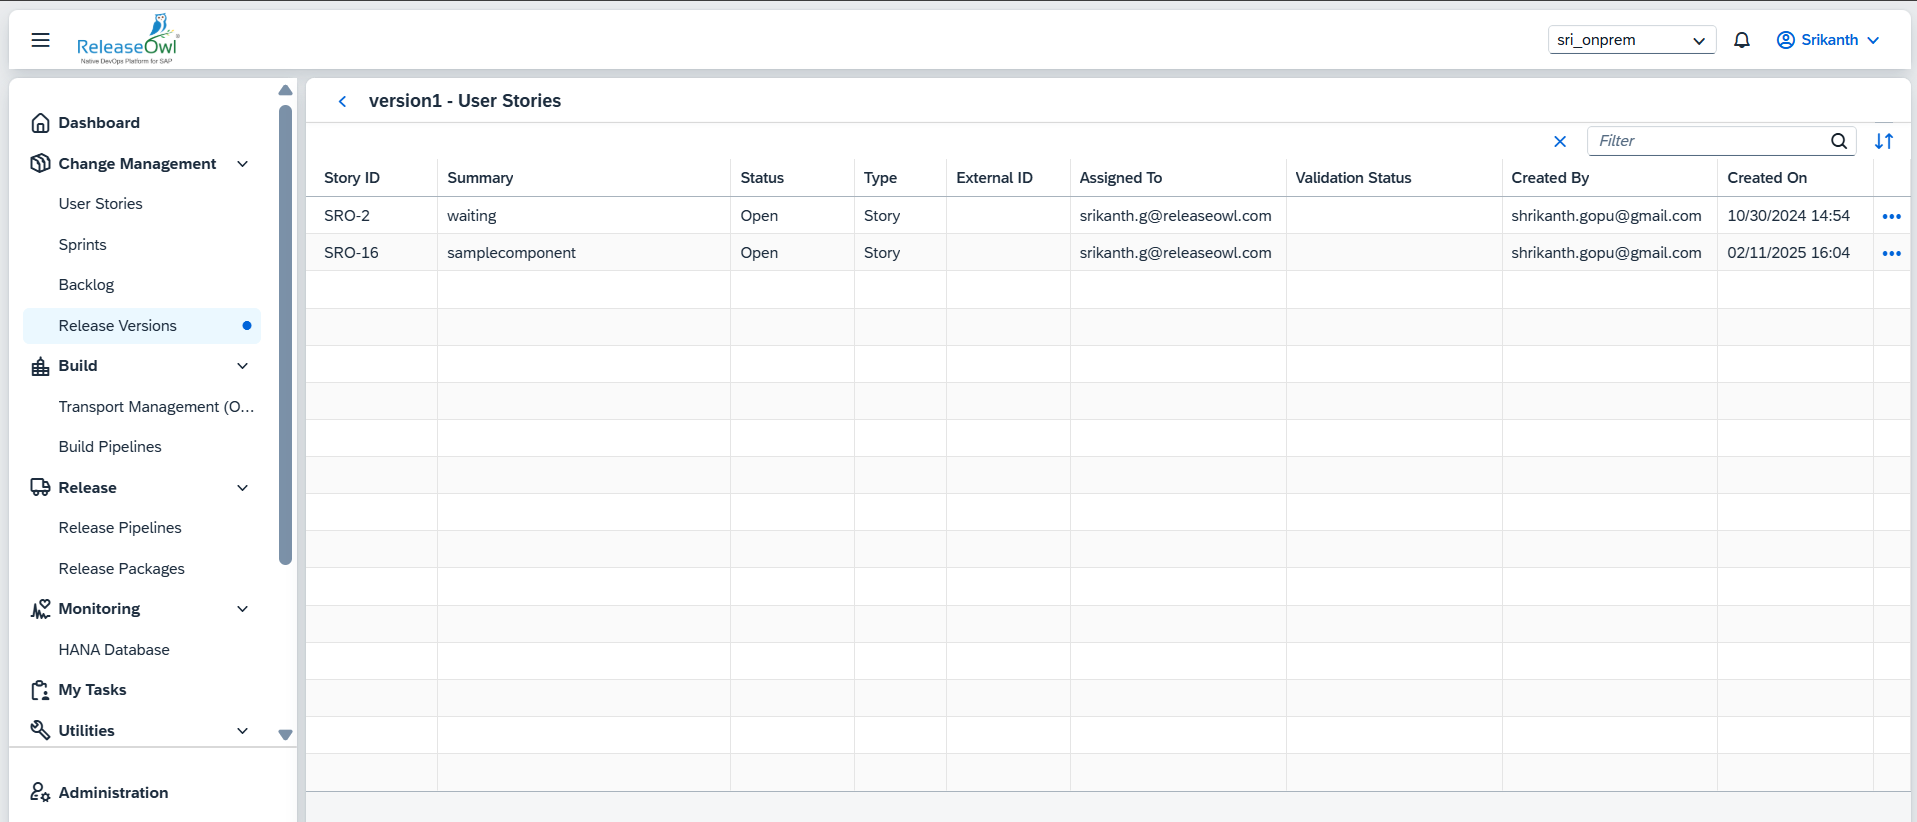 ReleaseOwl
Native DevOps Platform for SAP
sri_onprem
Srikanth
Dashboard
Change Management
User Stories
Sprints
Backlog
Release Versions
Build
Transport Management (O...
Build Pipelines
Release
Release Pipelines
Release Packages
Monitoring
HANA Database
My Tasks
Utilities
Administration
version1 - User Stories
Filter
Story ID Summary Status Type External ID Assigned To Validation Status Created By Created On
SRO-2 waiting Open Story srikanth.g@releaseowl.com shrikanth.gopu@gmail.com 10/30/2024 14:54
SRO-16 samplecomponent Open Story srikanth.g@releaseowl.com shrikanth.gopu@gmail.com 02/11/2025 16:04